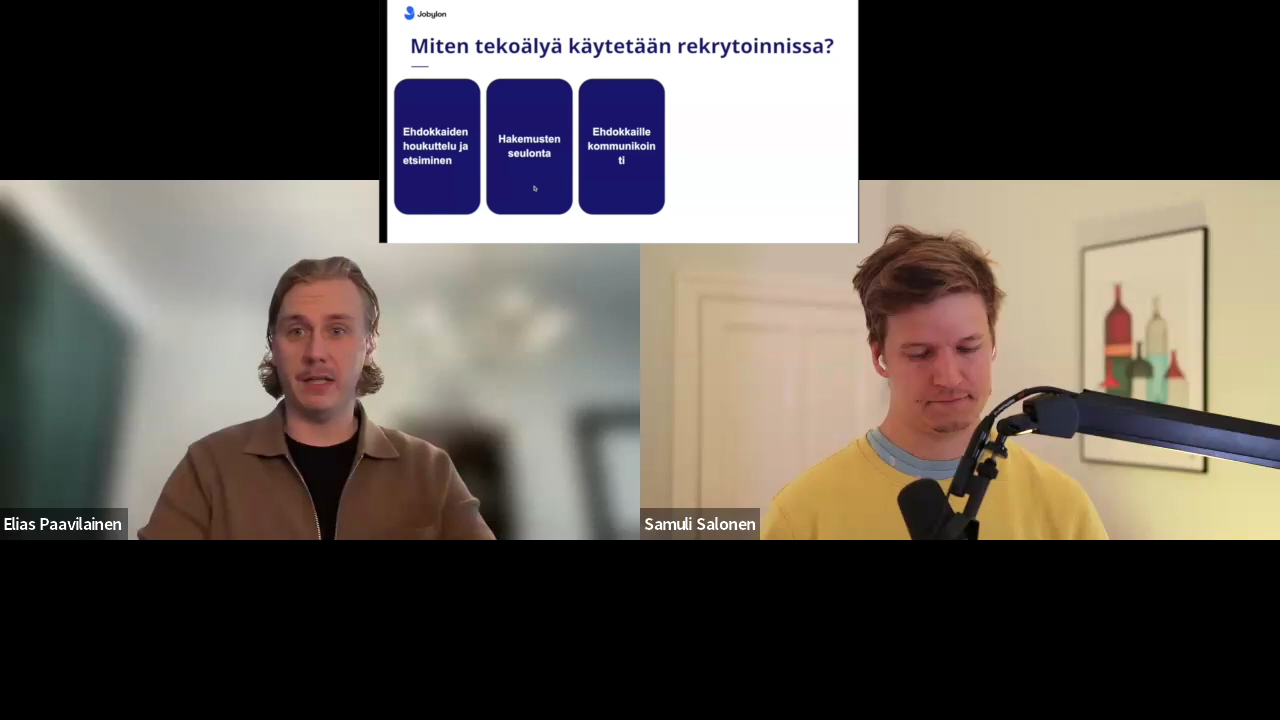 Jobylon
Miten tekoälyä käytetään rekrytoinnissa?
Ehdokkaiden
houkuttelu ja
etsiminen
Hakemusten
seulonta
Ehdokkaille
kommunikoin
ti
Elias Paavilainen
Samuli Salonen